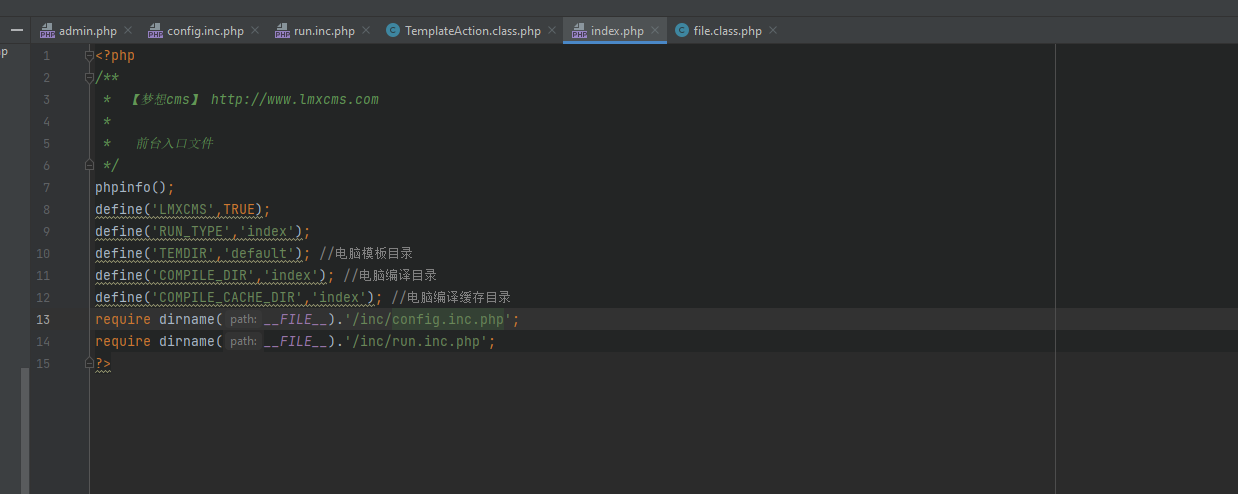 admin.php config.inc.php run.inc.php TemplateAction.class.php index.php file.class.php
1 <?php
2 /**
3 * 【梦想cms】 http://www.lmxcms.com
4 *
5 * 前台入口文件
6 */
7 phpinfo();
8 define('LMXCMS',TRUE);
9 define('RUN_TYPE','index');
10 define('TEMDIR','default'); //电脑模板目录
11 define('COMPILE_DIR','index'); //电脑编译目录
12 define('COMPILE_CACHE_DIR','index'); //电脑编译缓存目录
13 require dirname( path: __FILE__).'/inc/config.inc.php';
14 require dirname( path: __FILE__).'/inc/run.inc.php';
15 ?>